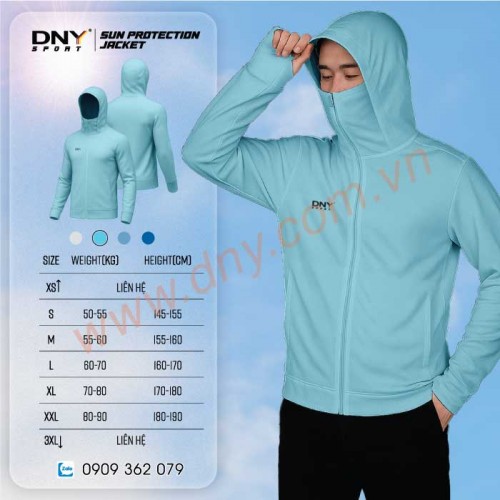 DNY
SPORT
SUN PROTECTION
JACKET
DNY
SPORT
www.dny.com.vn
SIZE WEIGHT(KG) HEIGHT(CM)
XS↑ LIÊN HỆ
S 50-55 145-155
M 55-60 155-160
L 60-70 160-170
XL 70-80 170-180
XXL 80-90 180-190
3XL↓ LIÊN HỆ
Zalo 0909 362 079